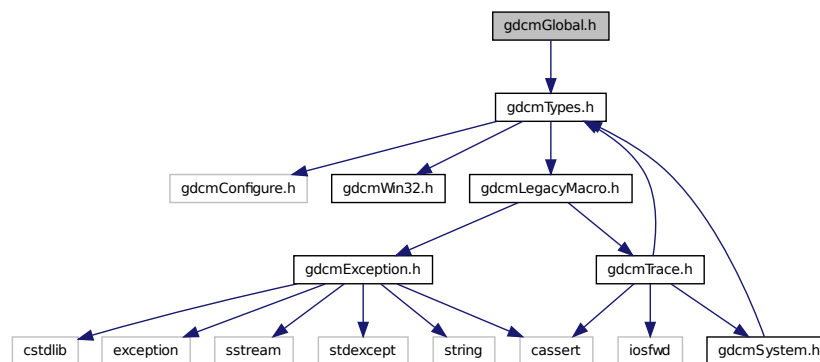 gdcmGlobal.h
gdcmTypes.h
gdcmConfigure.h
gdcmWin32.h
gdcmLegacyMacro.h
gdcmException.h
gdcmTrace.h
cstdlib
exception
sstream
stdexcept
string
cassert
iosfwd
gdcmSystem.h